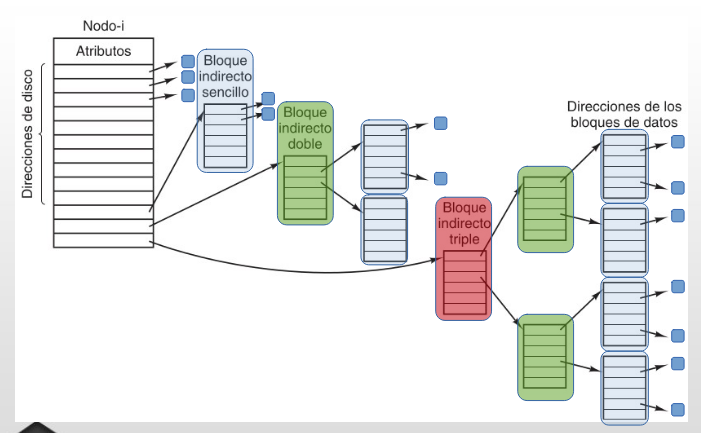 Nodo-i
Atributos
Direcciones de disco
Bloque
indirecto
sencillo
Bloque
indirecto
doble
Bloque
indirecto
triple
Direcciones de los
bloques de datos